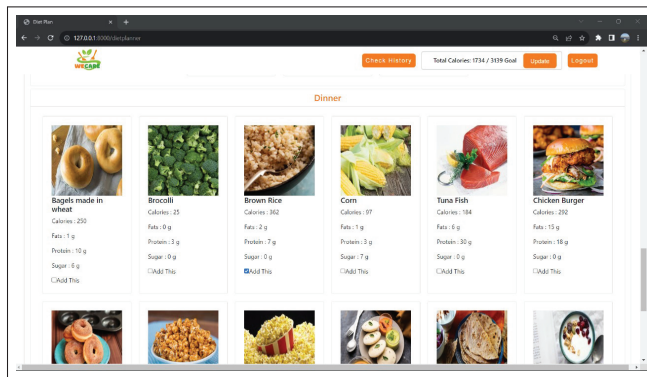 Diet Plan
127.0.0.1:8000/dietplanner
WECARE
Check History
Total Calories: 1734 / 3139 Goal
Update
Logout
Dinner
Bagels made in
wheat
Calories : 250
Fats : 1 g
Protein : 10 g
Sugar : 6 g
Add This
Brocolli
Calories : 25
Fats : 0 g
Protein : 3 g
Sugar : 0 g
Add This
Brown Rice
Calories : 362
Fats : 2 g
Protein : 7 g
Sugar : 0 g
Add This
Corn
Calories : 97
Fats : 1 g
Protein : 3 g
Sugar : 7 g
Add This
Tuna Fish
Calories : 184
Fats : 6 g
Protein : 30 g
Sugar : 0 g
Add This
Chicken Burger
Calories : 292
Fats : 15 g
Protein : 18 g
Sugar : 0 g
Add This